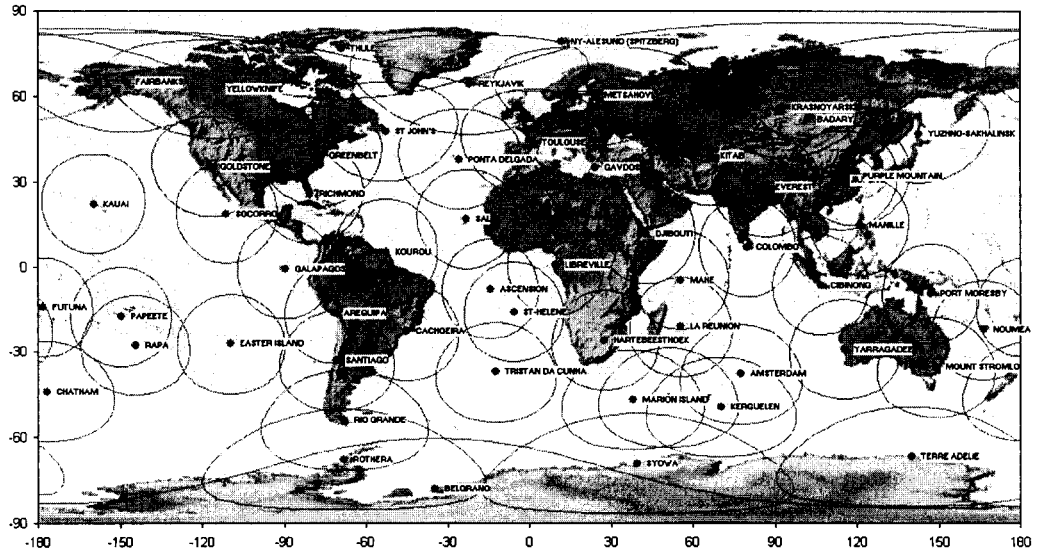 90
THULE
NY-ALESUND (SPITZBERG)
FAIRBANKS
YELLOWKNIFE
REYKJAVIK
60
METSAHOVI
KRASNOYARSK
BADARY
ST JOHN'S
YUZHNO-SAKHALINSK
GREENBELT
TOULOUSE
PONTA DELGADA
GOLDSTONE
GAVDOS
KITAB
PURPLE MOUNTAIN
30
RICHMOND
EVEREST
KAUAI
SOCORRO
SAL
MANILLE
DJIBOUTI
KOUROU
COLOMBO
0
GALAPAGOS
LIBREVILLE
MAHE
ASCENSION
CIBINONG
PORT MORESBY
FUTUNA
PAPEETE
AREQUIPA
ST-HELENE
CACHOEIRA
LA REUNION
NOUMEA
RAPA
EASTER ISLAND
HARTEBEESTHOEK
-30
YARRAGADEE
SANTIAGO
MOUNT STROMLO
TRISTAN DA CUNHA
AMSTERDAM
CHATHAM
MARION ISLAND
KERGUELEN
RIO GRANDE
-60
ROTHERA
SYOWA
TERRE ADELIE
BELGRANO
-90
-180 -150 -120 -90 -60 -30 0 30 60 90 120 150 180